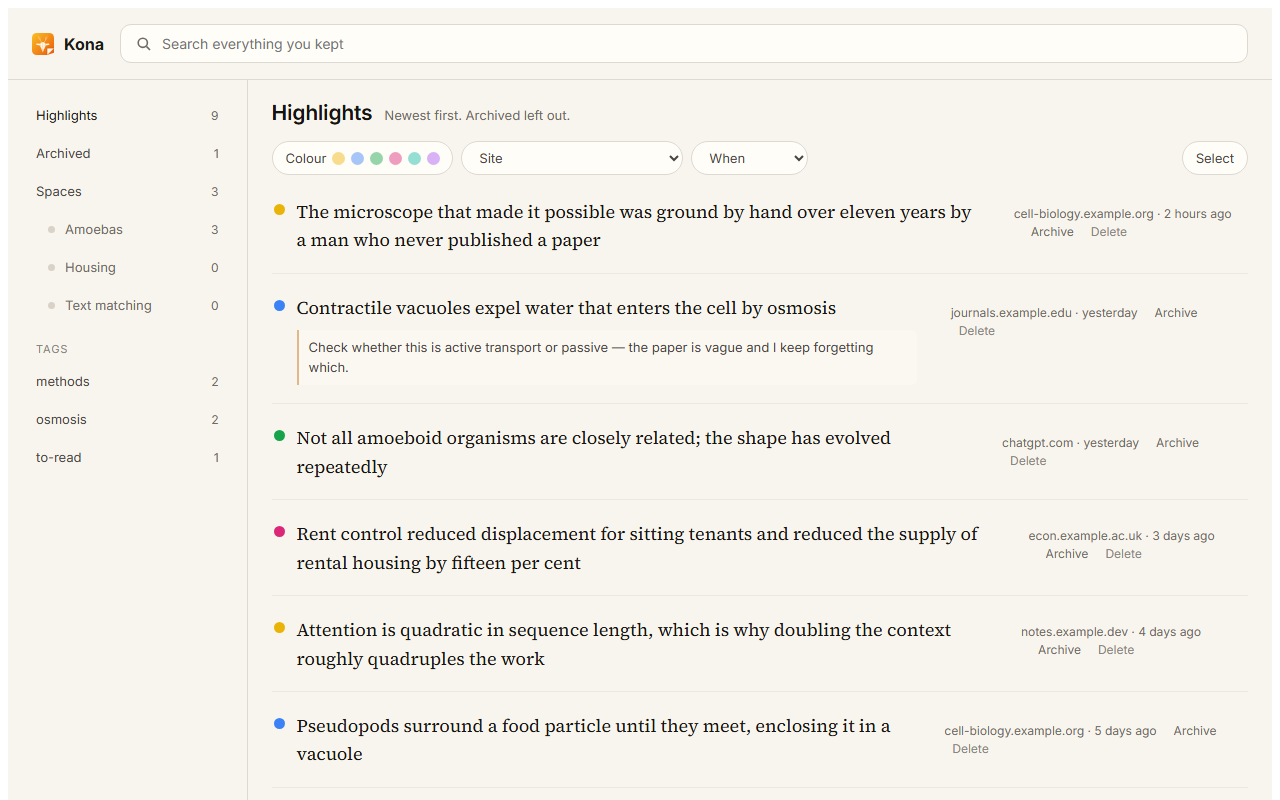 Kona
Search everything you kept
Highlights 9
Archived 1
Spaces 3
Amoebas 3
Housing 0
Text matching 0
TAGS
methods 2
osmosis 2
to-read 1
Highlights Newest first. Archived left out.
Colour Site When Select
The microscope that made it possible was ground by hand over eleven years by
a man who never published a paper
cell-biology.example.org · 2 hours ago
Archive Delete
Contractile vacuoles expel water that enters the cell by osmosis
Check whether this is active transport or passive — the paper is vague and I keep forgetting
which.
journals.example.edu · yesterday Archive
Delete
Not all amoeboid organisms are closely related; the shape has evolved
repeatedly
chatgpt.com · yesterday Archive
Delete
Rent control reduced displacement for sitting tenants and reduced the supply of
rental housing by fifteen per cent
econ.example.ac.uk · 3 days ago
Archive Delete
Attention is quadratic in sequence length, which is why doubling the context
roughly quadruples the work
notes.example.dev · 4 days ago
Archive Delete
Pseudopods surround a food particle until they meet, enclosing it in a
vacuole
cell-biology.example.org · 5 days ago Archive
Delete